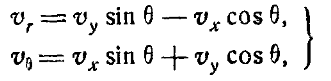 v_r = v_y sin θ − v_x cos θ,
v_θ = v_x sin θ + v_y cos θ, }